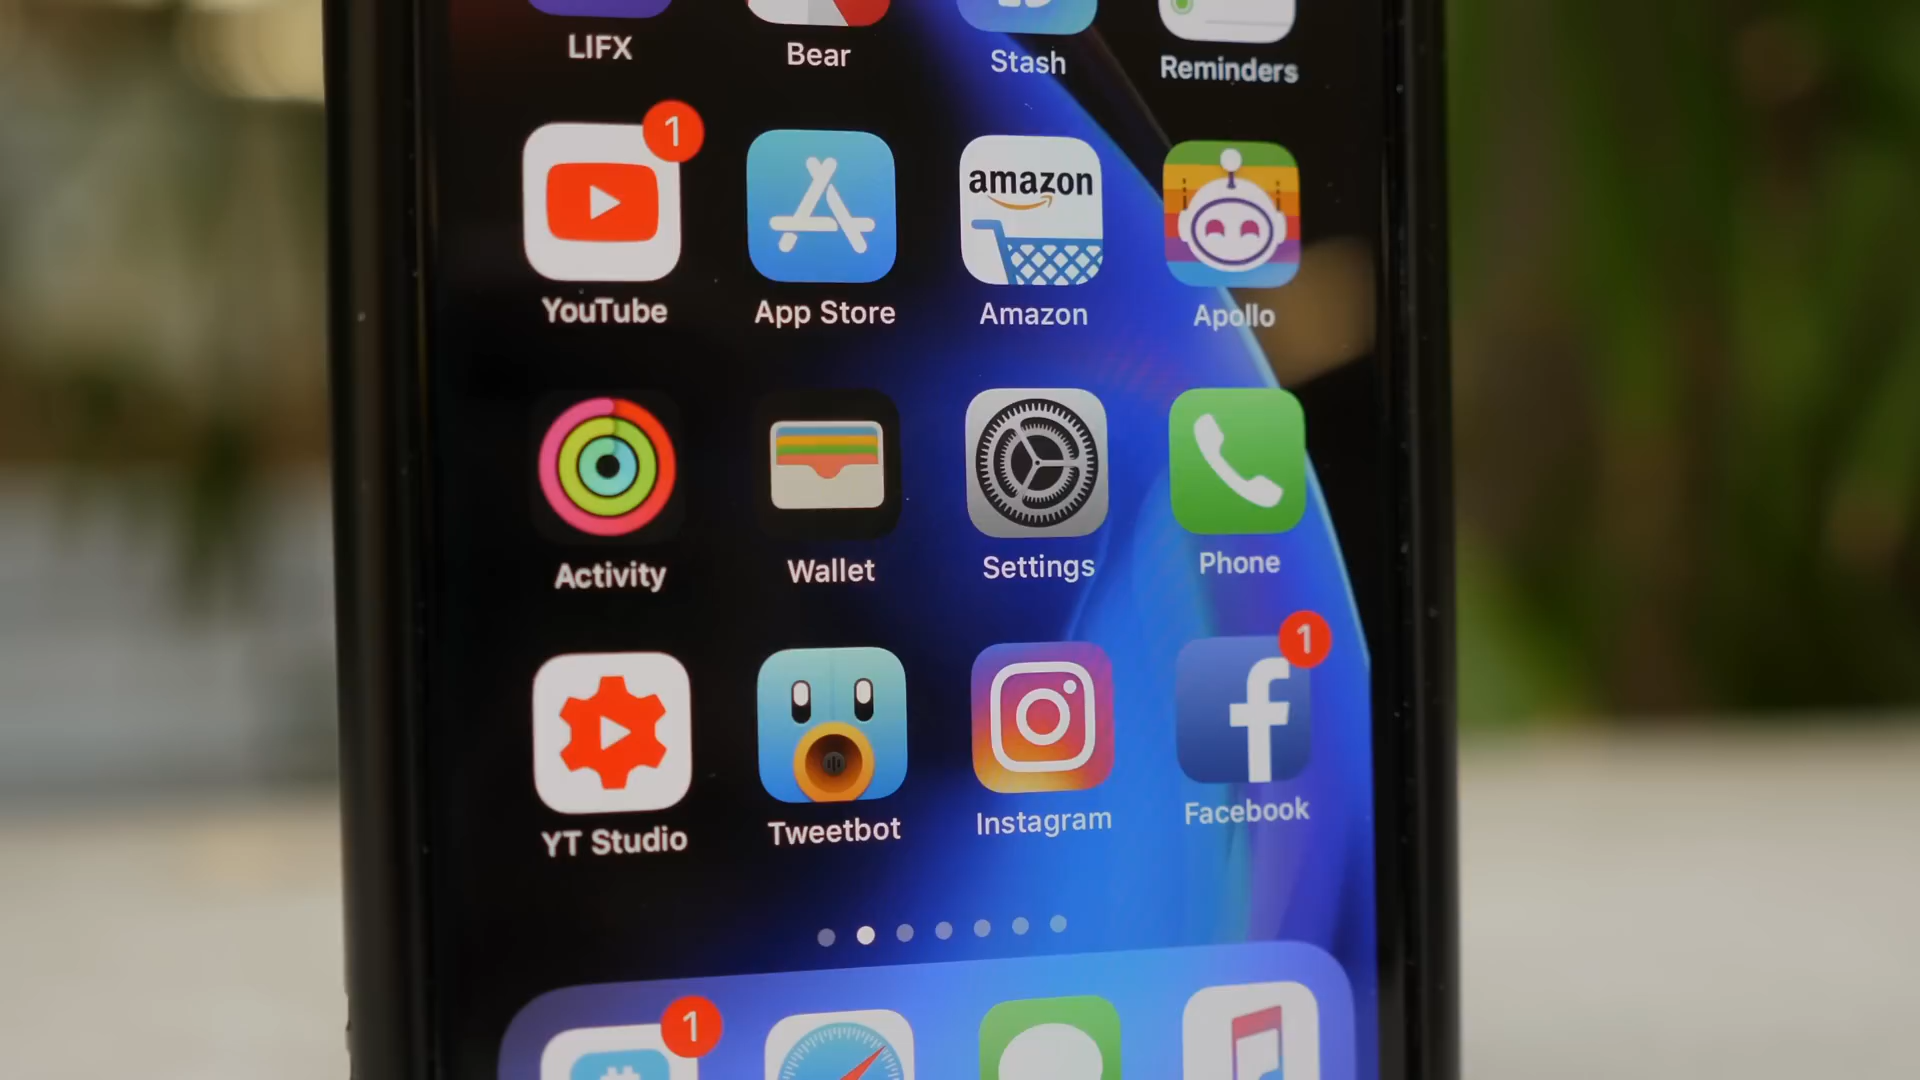 LIFX Bear Stash Reminders
1
amazon
YouTube App Store Amazon Apollo
Activity Wallet Settings Phone
1
f
YT Studio Tweetbot Instagram Facebook
1